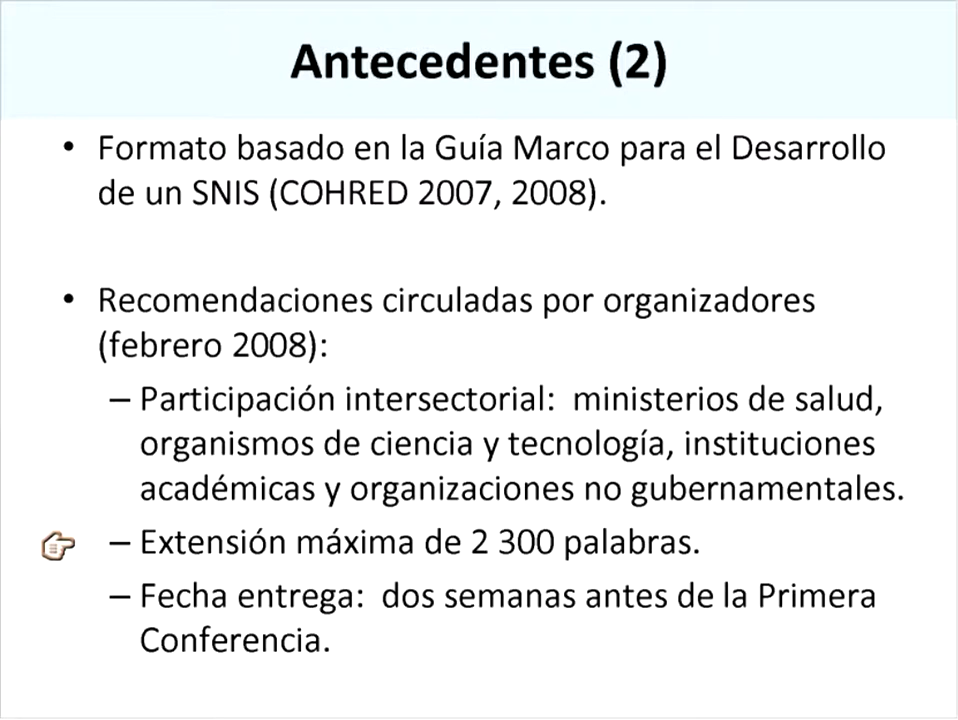 Antecedentes (2)
• Formato basado en la Guía Marco para el Desarrollo
de un SNIS (COHRED 2007, 2008).
• Recomendaciones circuladas por organizadores
(febrero 2008):
– Participación intersectorial:  ministerios de salud,
organismos de ciencia y tecnología, instituciones
académicas y organizaciones no gubernamentales.
– Extensión máxima de 2 300 palabras.
– Fecha entrega:  dos semanas antes de la Primera
Conferencia.